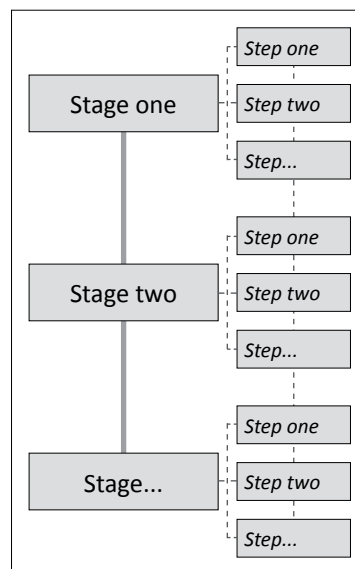 Stage one
Step one
Step two
Step...
Stage two
Step one
Step two
Step...
Stage...
Step one
Step two
Step...